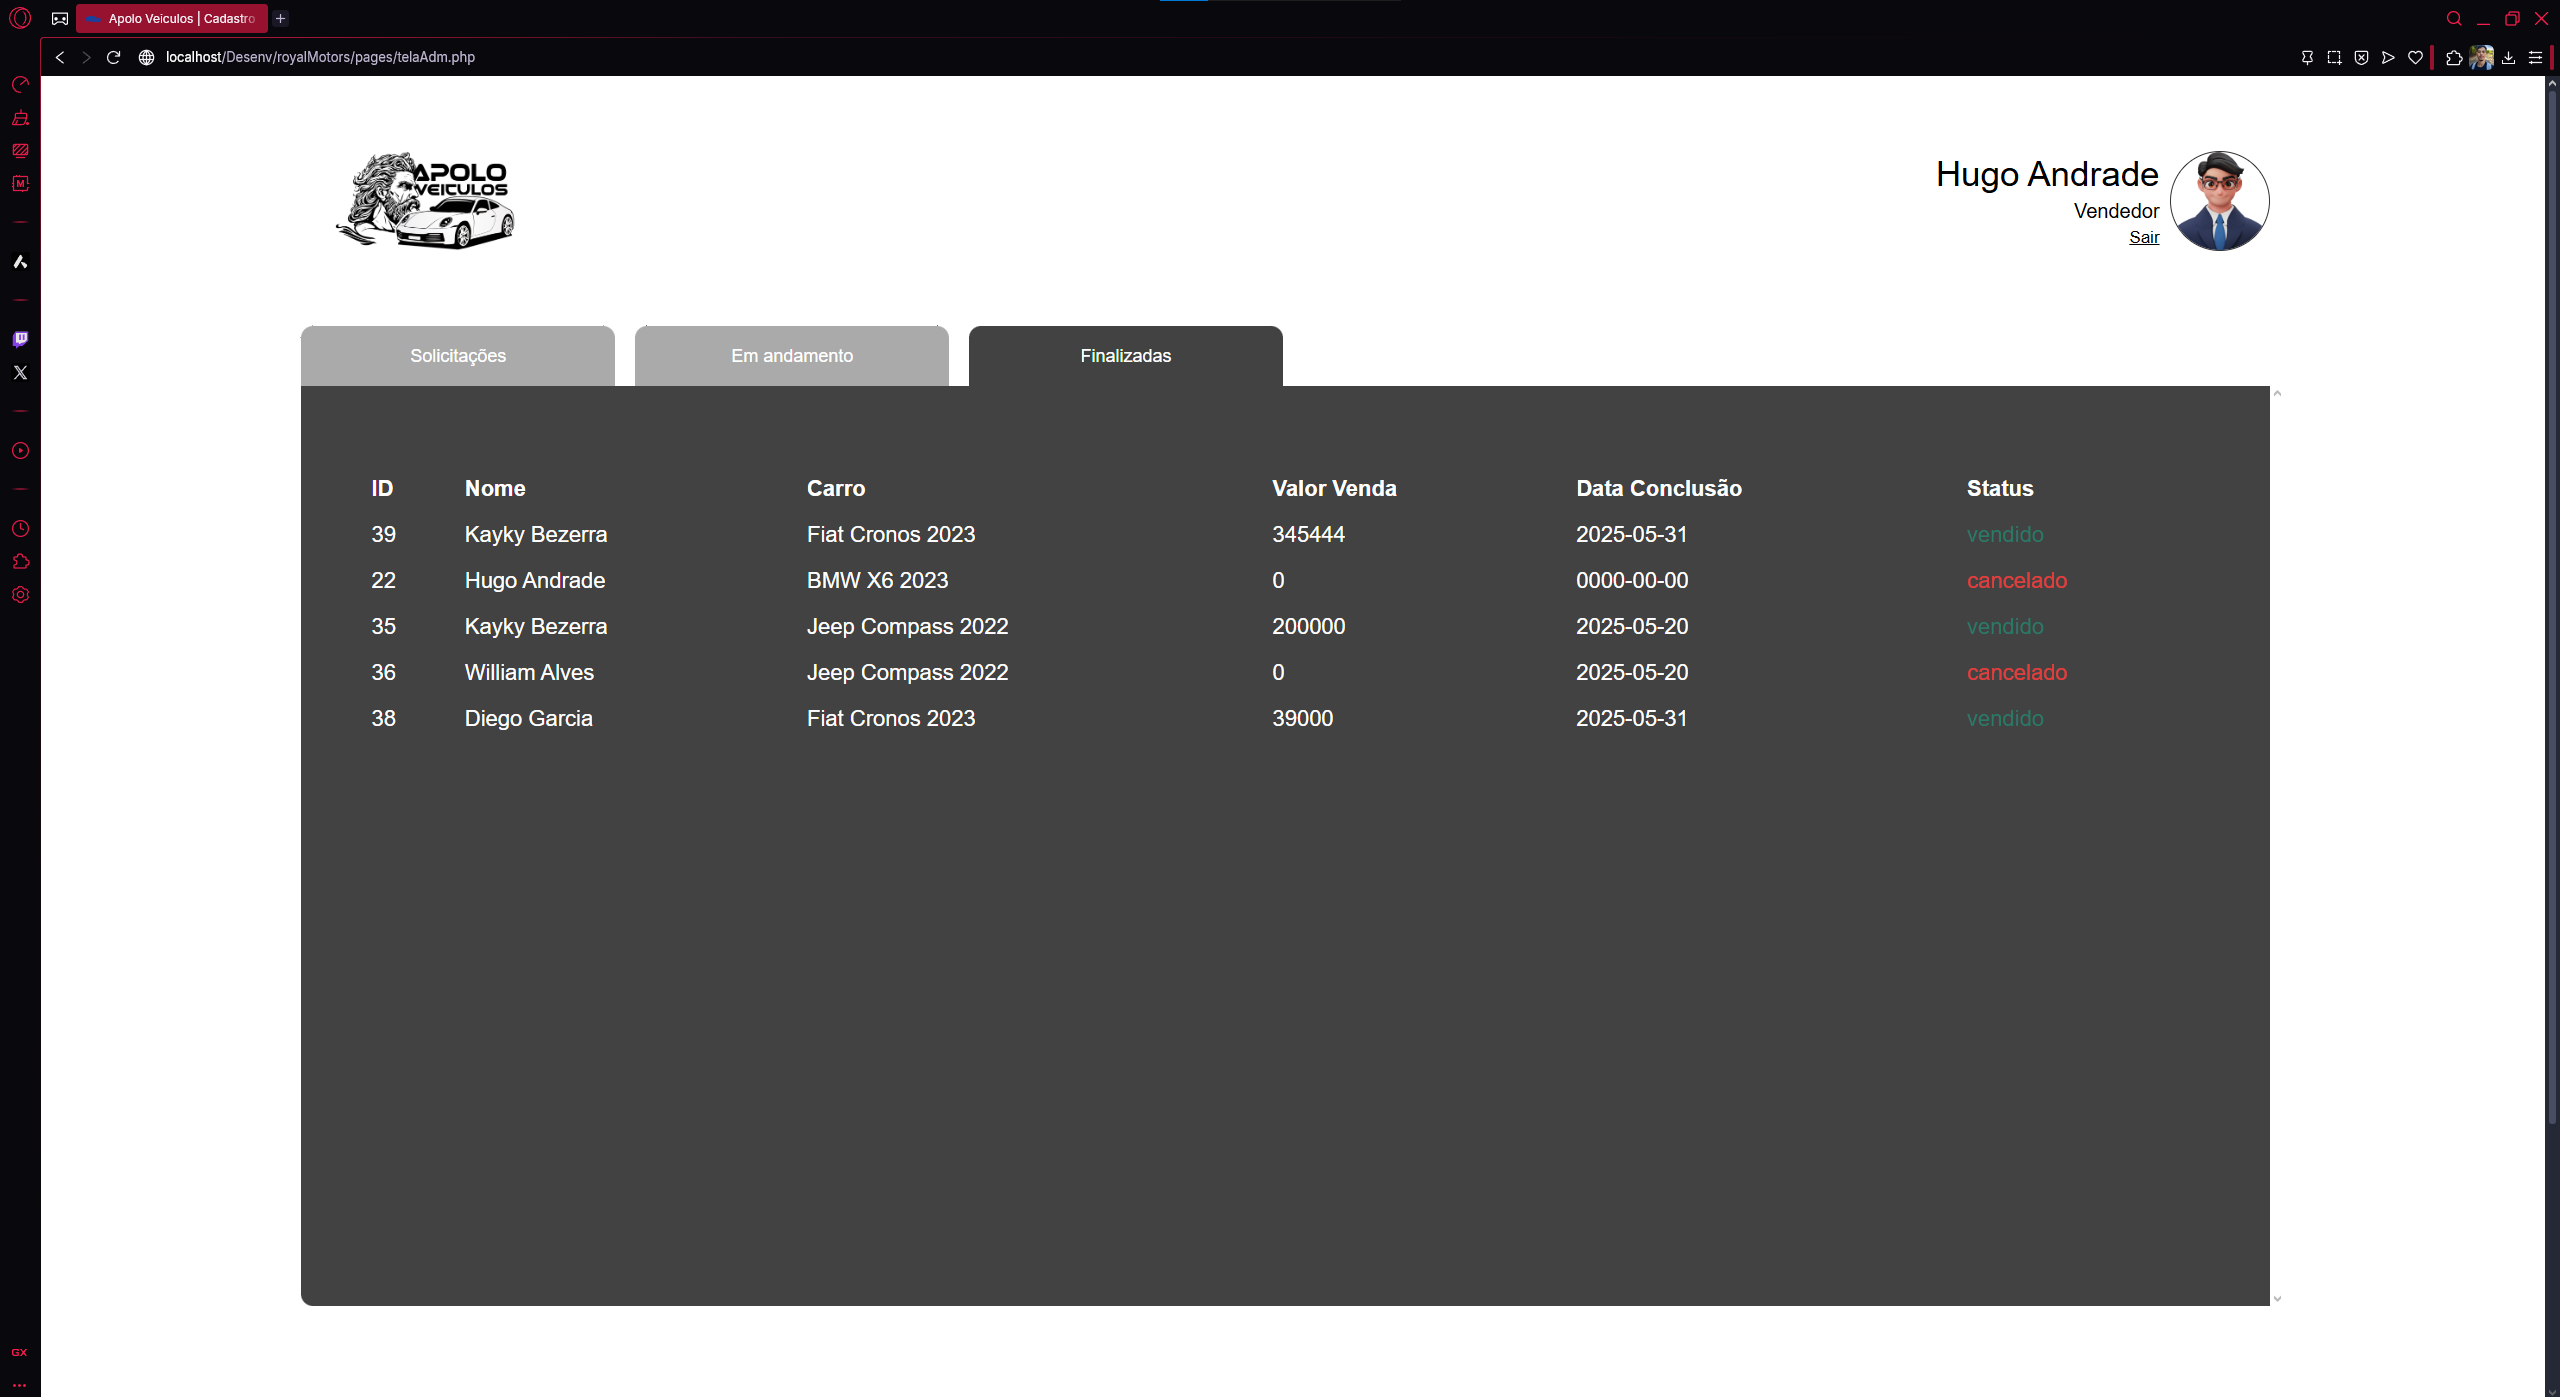 Apolo Veículos | Cadastro
localhost/Desenv/royalMotors/pages/telaAdm.php
APOLO
VEICULOS
Hugo Andrade
Vendedor
Sair
Solicitações Em andamento Finalizadas
ID Nome Carro Valor Venda Data Conclusão Status
39 Kayky Bezerra Fiat Cronos 2023 345444 2025-05-31 vendido
22 Hugo Andrade BMW X6 2023 0 0000-00-00 cancelado
35 Kayky Bezerra Jeep Compass 2022 200000 2025-05-20 vendido
36 William Alves Jeep Compass 2022 0 2025-05-20 cancelado
38 Diego Garcia Fiat Cronos 2023 39000 2025-05-31 vendido
GX